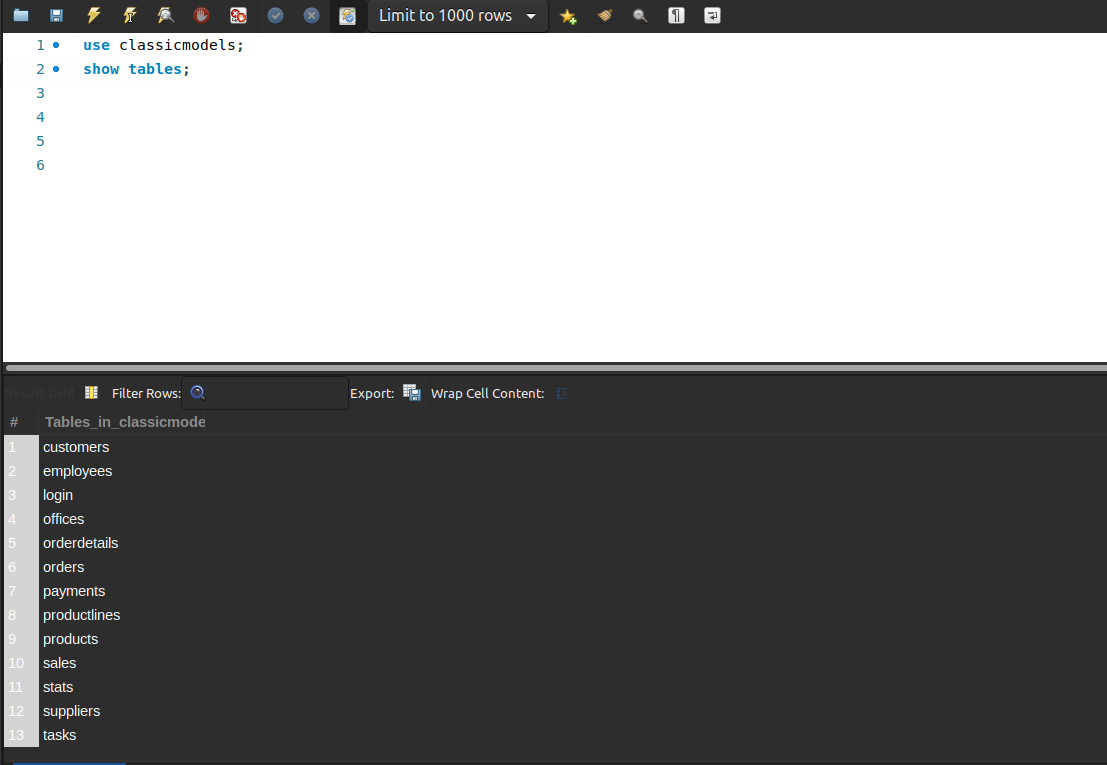 Limit to 1000 rows
1 use classicmodels;
2 show tables;
3
4
5
6
Result Grid Filter Rows: Export: Wrap Cell Content:
# Tables_in_classicmode
1 customers
2 employees
3 login
4 offices
5 orderdetails
6 orders
7 payments
8 productlines
9 products
10 sales
11 stats
12 suppliers
13 tasks